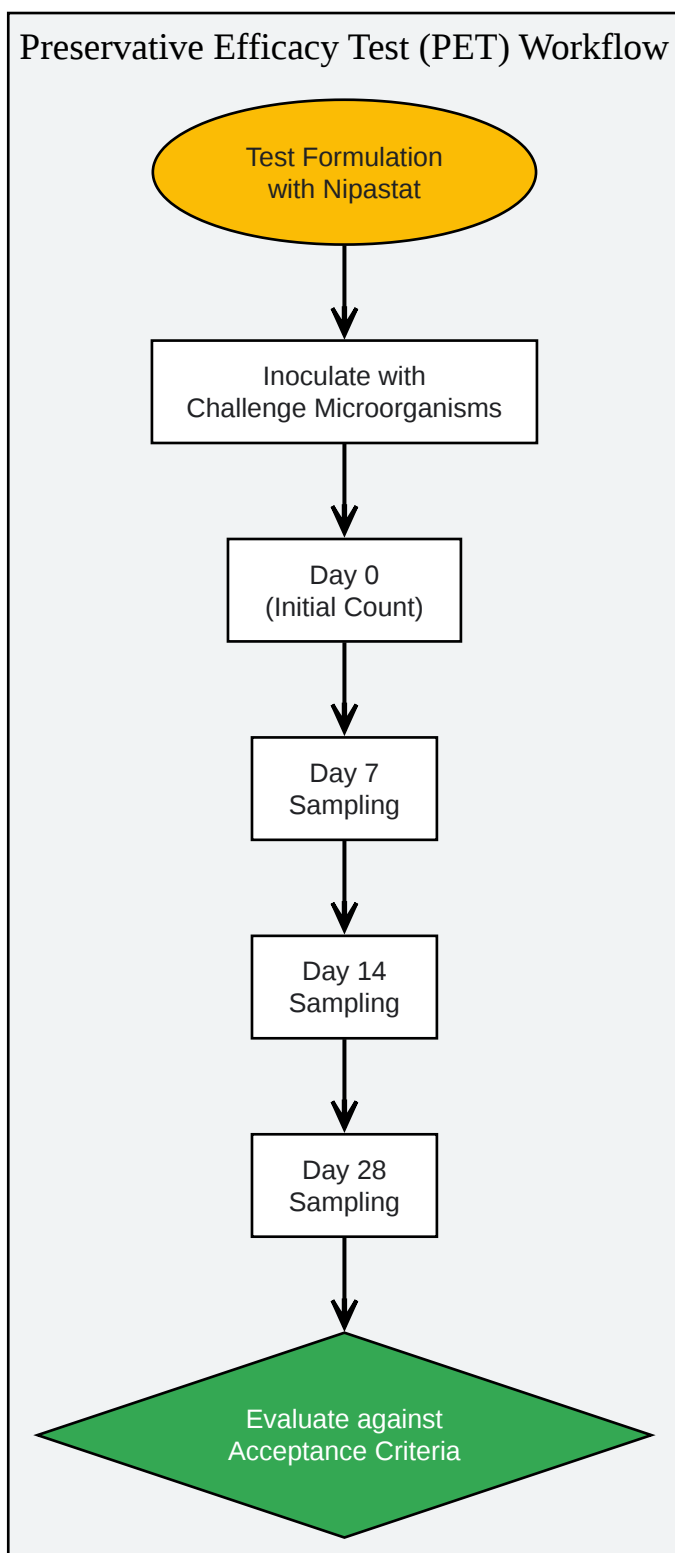 Preservative Efficacy Test (PET) Workflow
Test Formulation
with Nipastat
Inoculate with
Challenge Microorganisms
Day 0
(Initial Count)
Day 7
Sampling
Day 14
Sampling
Day 28
Sampling
Evaluate against
Acceptance Criteria